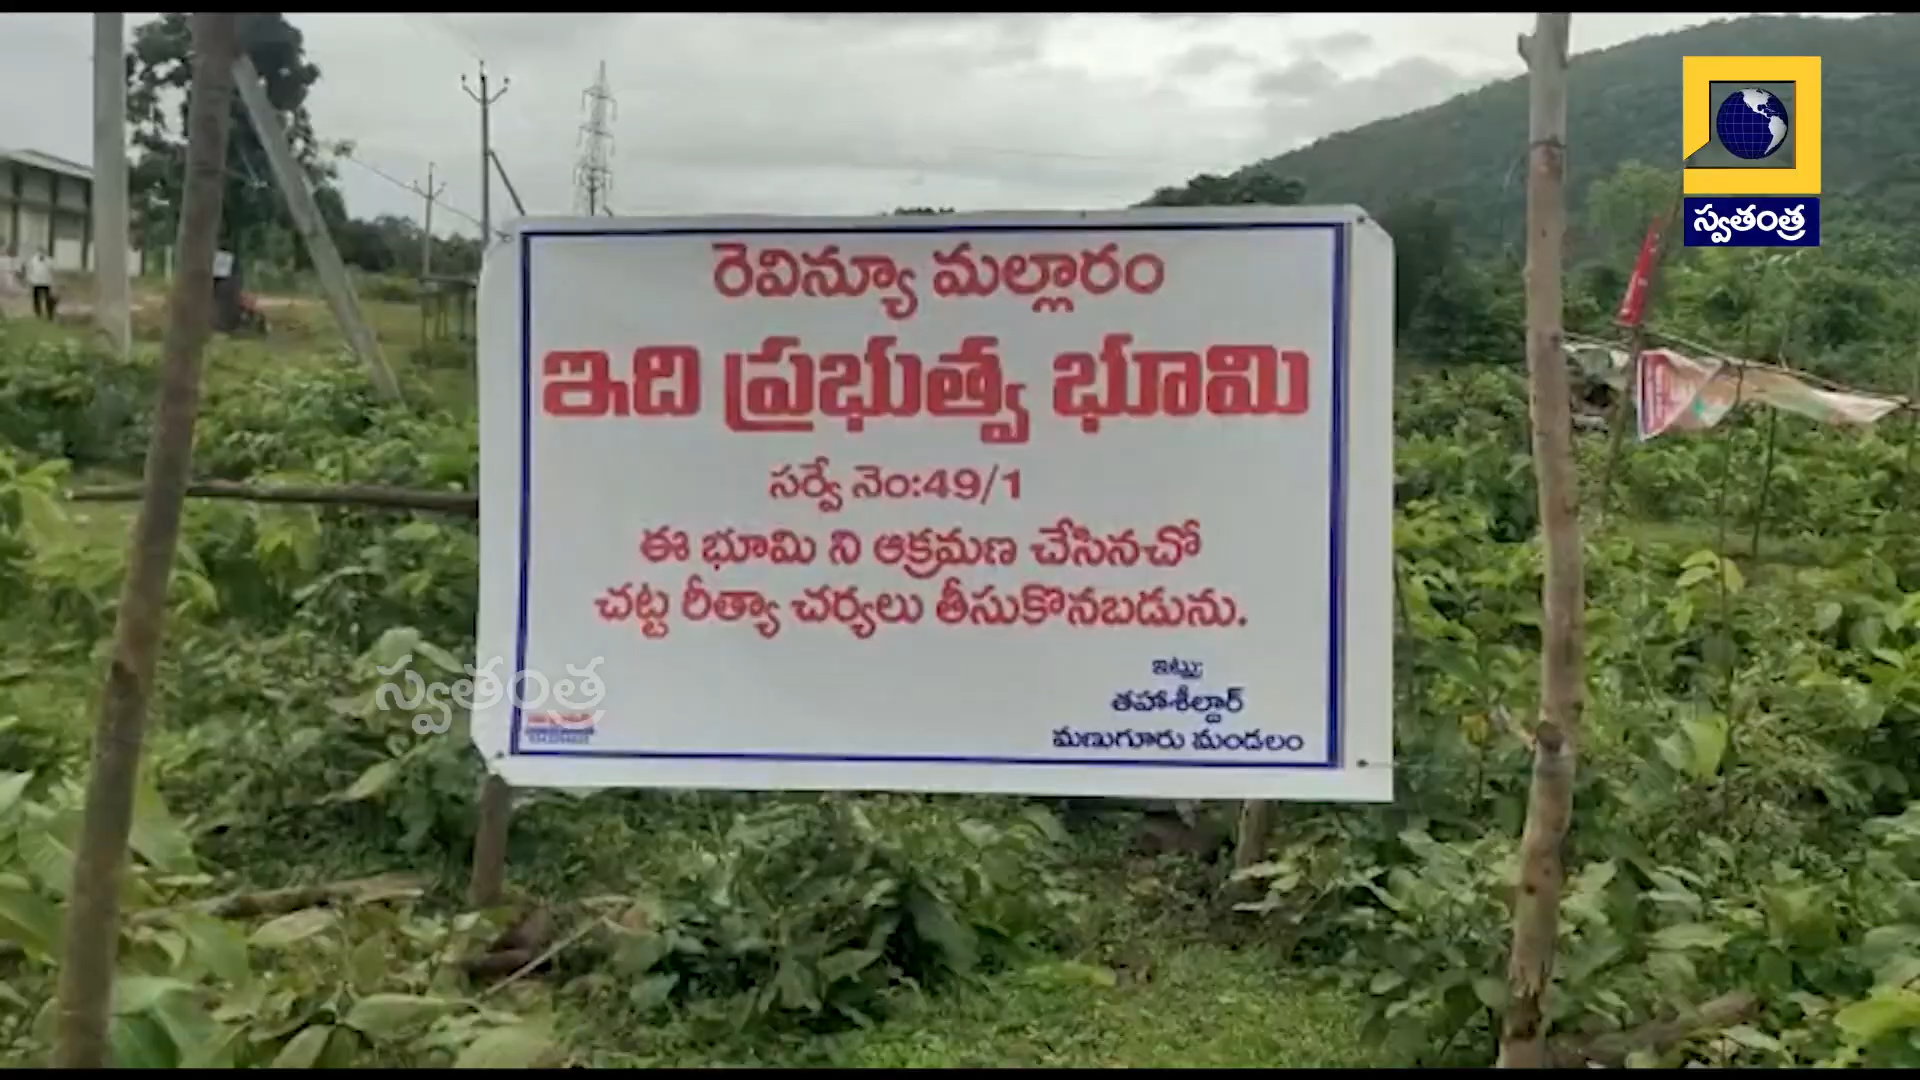 స్వతంత్ర
రెవిన్యూ మల్లారం
ఇది ప్రభుత్వ భూమి
సర్వే నెం:49/1
ఈ భూమి ని ఆక్రమణ చేసినచో
చట్ట రీత్యా చర్యలు తీసుకొనబడును.
ఇట్లు;
తహాశీల్దార్
మణుగూరు మండలం
స్వతంత్ర